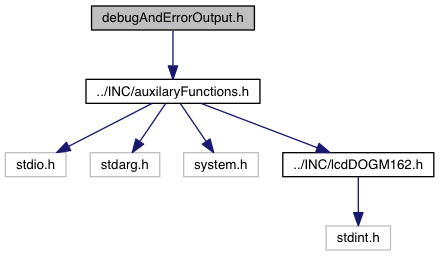 debugAndErrorOutput.h
../INC/auxilaryFunctions.h
stdio.h
stdarg.h
system.h
../INC/lcdDOGM162.h
stdint.h